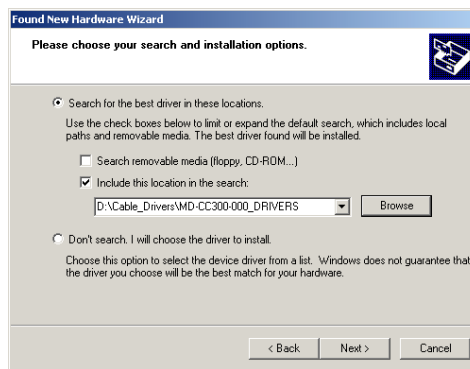 Found New Hardware Wizard
Please choose your search and installation options.
Search for the best driver in these locations.
Use the check boxes below to limit or expand the default search, which includes local
paths and removable media. The best driver found will be installed.
Search removable media (floppy, CD-ROM...)
Include this location in the search:
D:\Cable_Drivers\MD-CC300-000_DRIVERS
Browse
Don't search. I will choose the driver to install.
Choose this option to select the device driver from a list. Windows does not guarantee that
the driver you choose will be the best match for your hardware.
< Back
Next >
Cancel